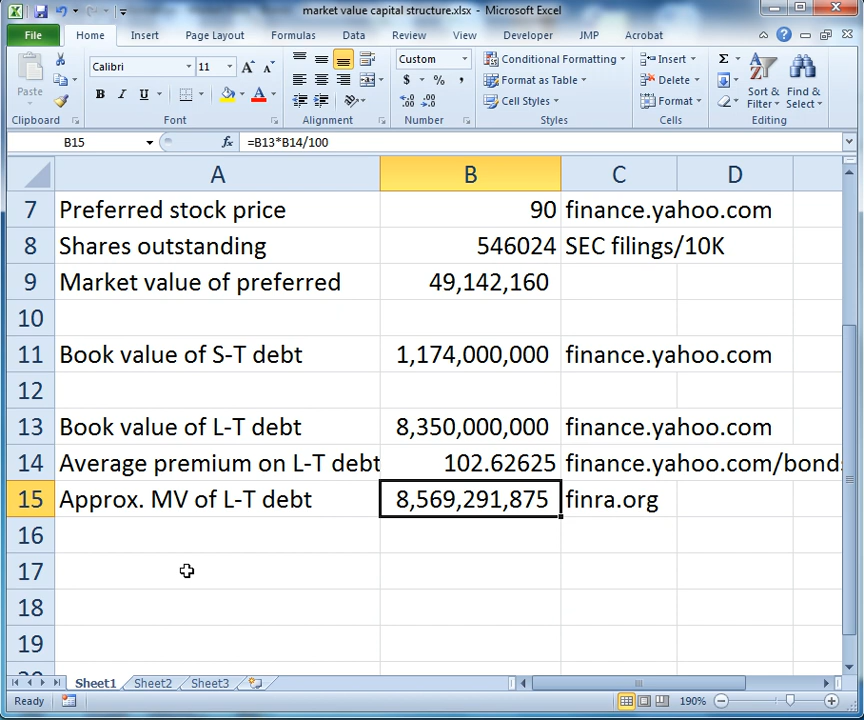 market value capital structure.xlsx - Microsoft Excel
File Home Insert Page Layout Formulas Data Review View Developer JMP Acrobat
Calibri 11 Custom Conditional Formatting Insert Σ
Paste B I U A $ % , Format as Table Delete Sort & Find &
Cell Styles Format Filter Select
Clipboard Font Alignment Number Styles Cells Editing
B15 fx =B13*B14/100
A B C D
7 Preferred stock price 90 finance.yahoo.com
8 Shares outstanding 546024 SEC filings/10K
9 Market value of preferred 49,142,160
10
11 Book value of S-T debt 1,174,000,000 finance.yahoo.com
12
13 Book value of L-T debt 8,350,000,000 finance.yahoo.com
14 Average premium on L-T debt 102.62625 finance.yahoo.com/bonds
15 Approx. MV of L-T debt 8,569,291,875 finra.org
16
17
18
19
20
Sheet1 Sheet2 Sheet3
Ready 190%